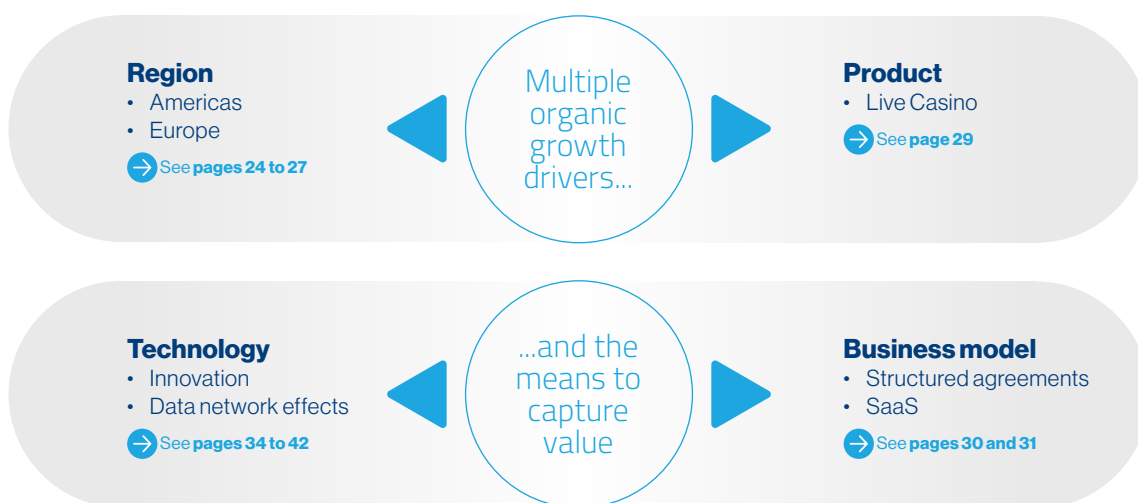 Region
• Americas
• Europe
See pages 24 to 27
Multiple
organic
growth
drivers...
Product
• Live Casino
See page 29
Technology
• Innovation
• Data network effects
See pages 34 to 42
...and the
means to
capture
value
Business model
• Structured agreements
• SaaS
See pages 30 and 31